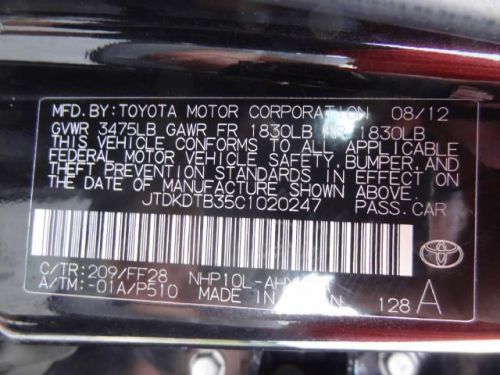 MFD.BY: TOYOTA MOTOR CORPORATION 08/12
GVWR 3475LB GAWR FR 1830LB RR 1830LB
THIS VEHICLE CONFORMS TO ALL APPLICABLE
FEDERAL MOTOR VEHICLE SAFETY, BUMPER, AND
THEFT PREVENTION STANDARDS IN EFFECT ON
THE DATE OF MANUFACTURE SHOWN ABOVE.
JTDKDTB35C1020247 PASS.CAR
C/TR:209/FF28 NHP10L-
A/TM:-01A/P510 MADE IN 128 A
TOYOTA